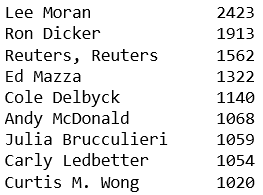 Lee Moran 2423
Ron Dicker 1913
Reuters, Reuters 1562
Ed Mazza 1322
Cole Delbyck 1140
Andy McDonald 1068
Julia Brucculieri 1059
Carly Ledbetter 1054
Curtis M. Wong 1020